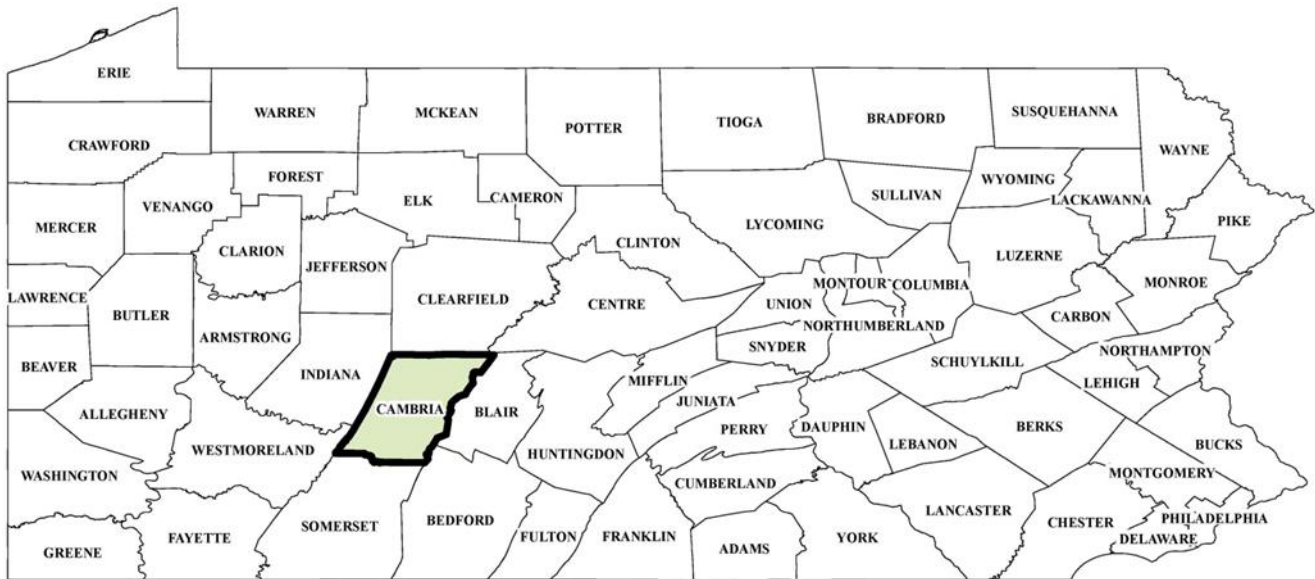 ERIE
WARREN
MCKEAN
POTTER
TIOGA
BRADFORD
SUSQUEHANNA
CRAWFORD
WAYNE
FOREST
ELK
CAMERON
SULLIVAN
WYOMING
LACKAWANNA
VENANGO
MERCER
CLARION
CLINTON
LYCOMING
PIKE
JEFFERSON
LUZERNE
MONROE
LAWRENCE
BUTLER
CLEARFIELD
CENTRE
UNION
MONTOUR
COLUMBIA
CARBON
ARMSTRONG
NORTHUMBERLAND
SNYDER
SCHUYLKILL
NORTHAMPTON
BEAVER
INDIANA
MIFFLIN
LEHIGH
ALLEGHENY
CAMBRIA
BLAIR
JUNIATA
PERRY
DAUPHIN
LEBANON
BERKS
BUCKS
WESTMORELAND
HUNTINGDON
WASHINGTON
CUMBERLAND
MONTGOMERY
LANCASTER
PHILADELPHIA
SOMERSET
BEDFORD
CHESTER
DELAWARE
GREENE
FAYETTE
FULTON
FRANKLIN
ADAMS
YORK